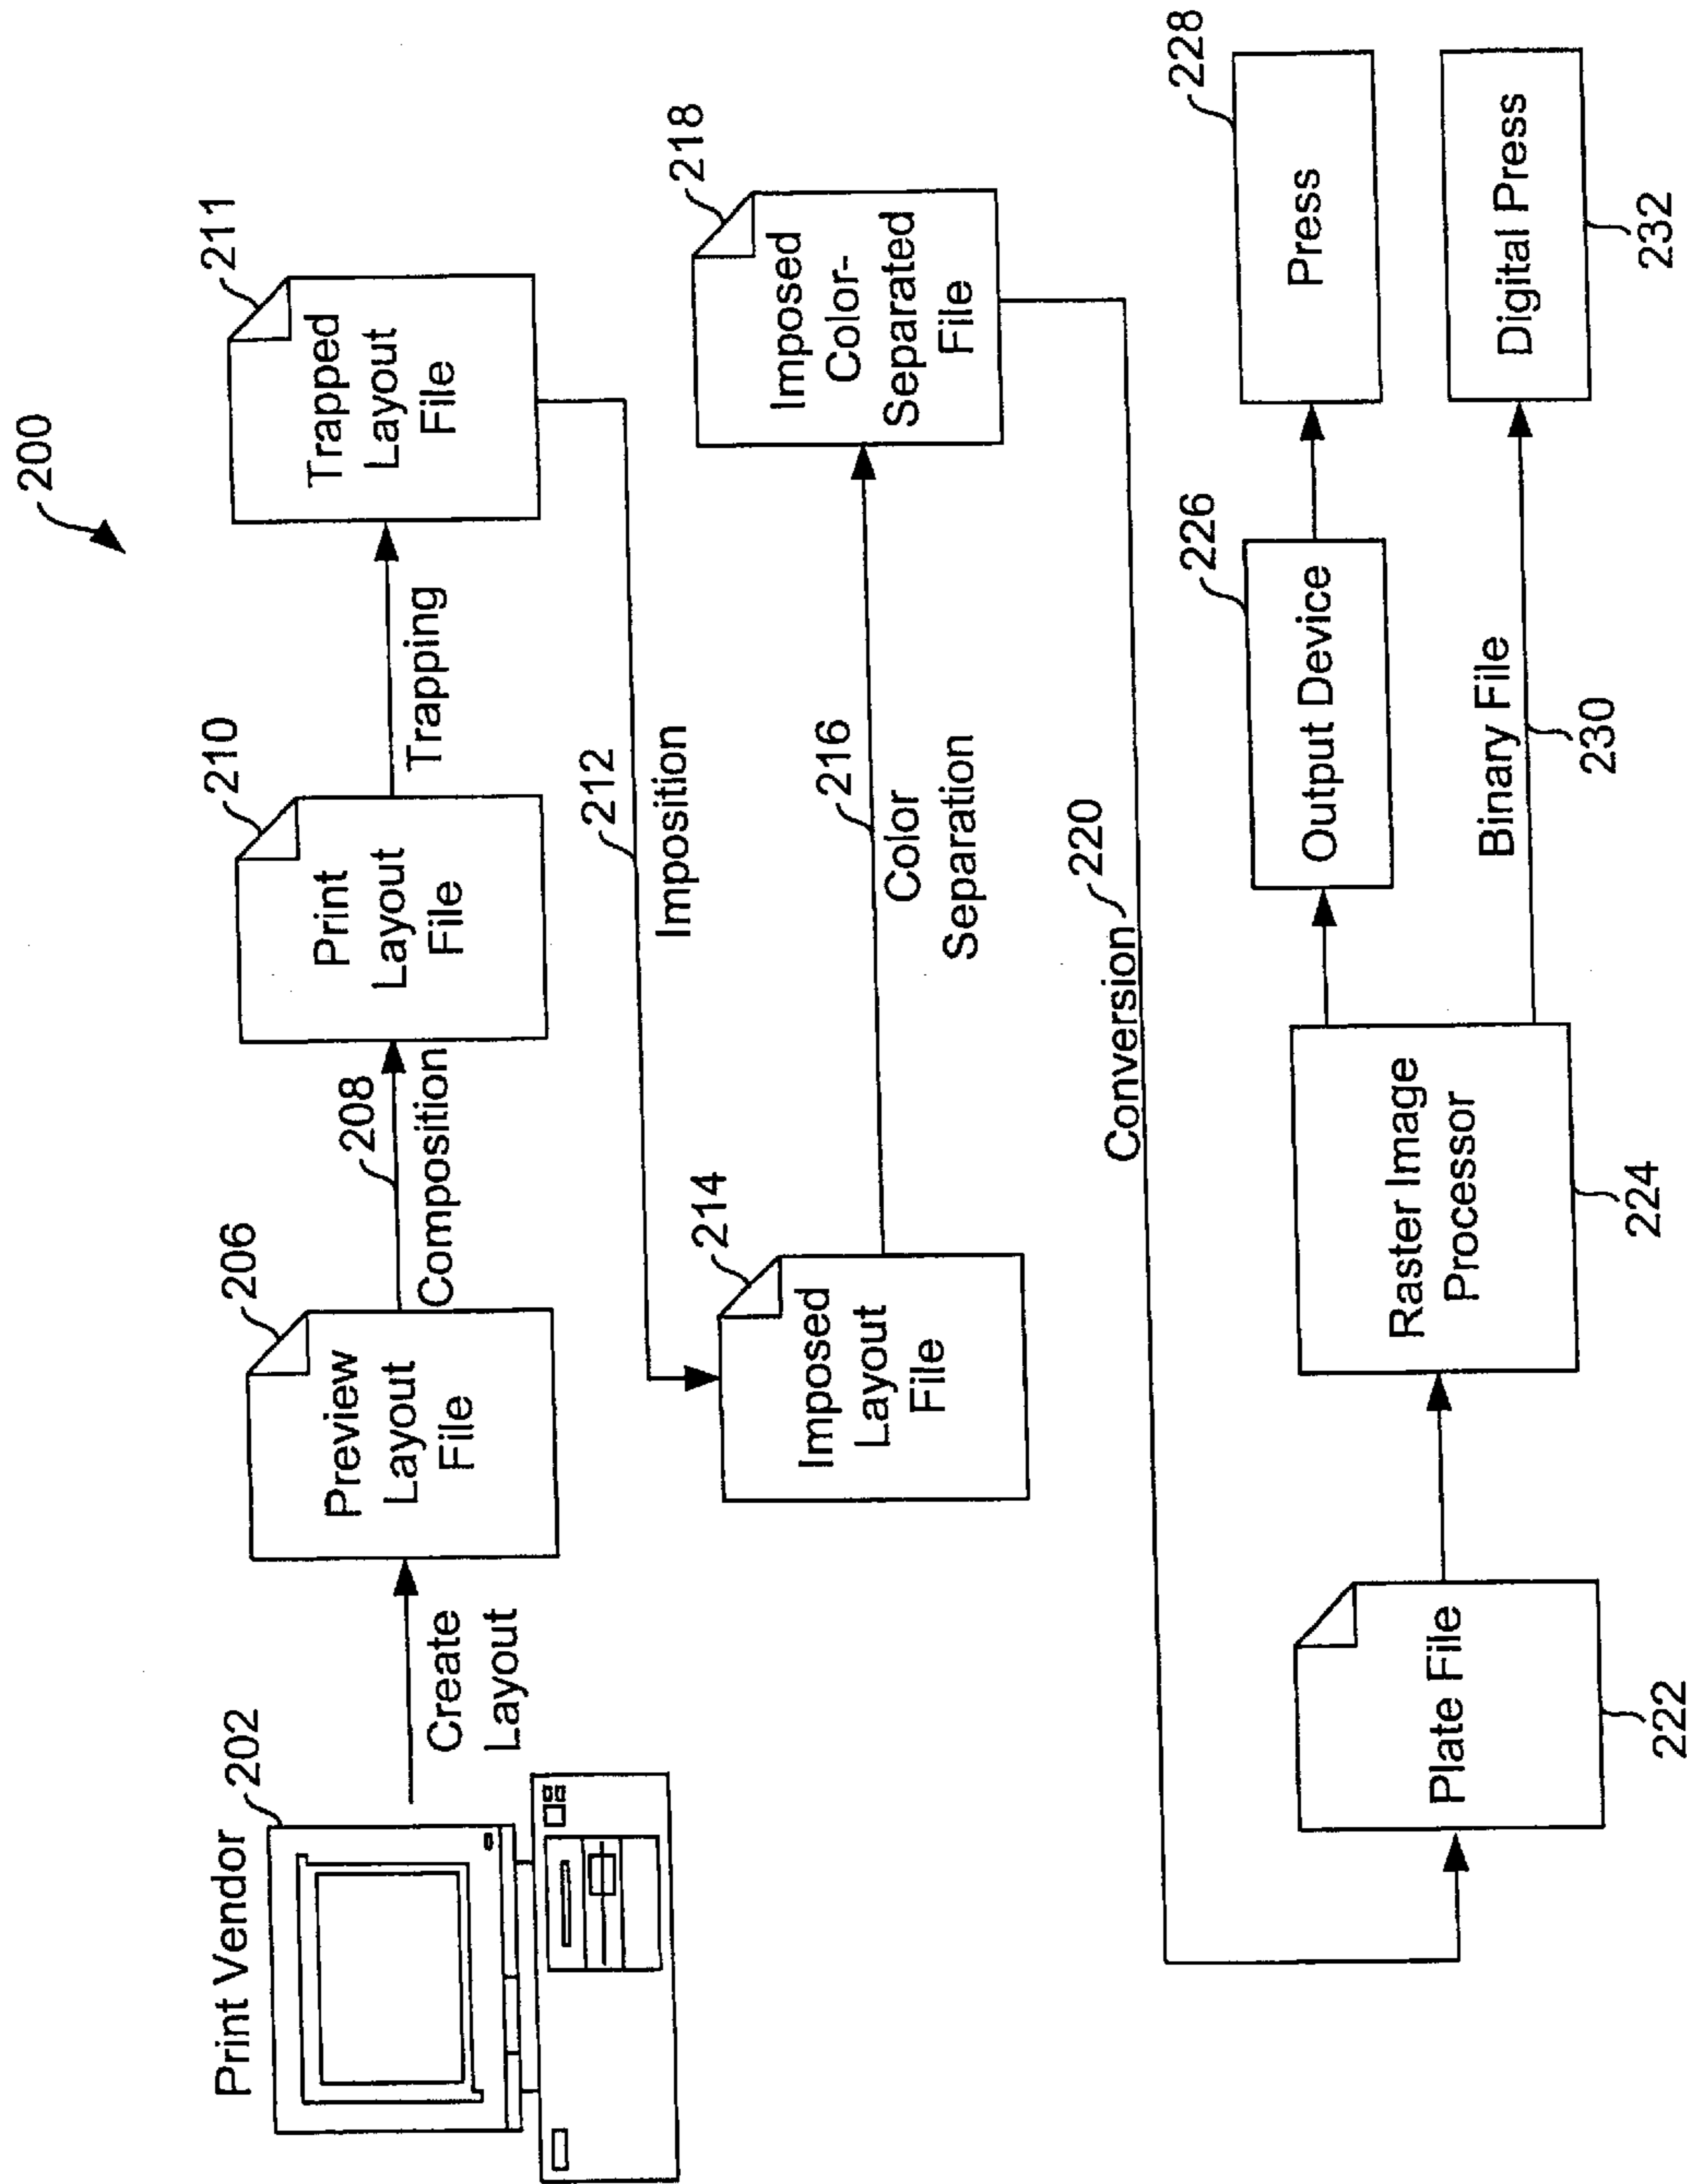 200
Print Vendor
202
Create
Layout
206
Preview
Layout
File
208
Composition
210
Print
Layout
File
Trapping
211
Trapped
Layout
File
212
Imposition
214
Imposed
Layout
File
216
Color
Separation
218
Imposed
Color-
Separated
File
Conversion
220
Plate File
222
Raster Image
Processor
224
226
Output Device
228
Press
Binary File
230
Digital Press
232